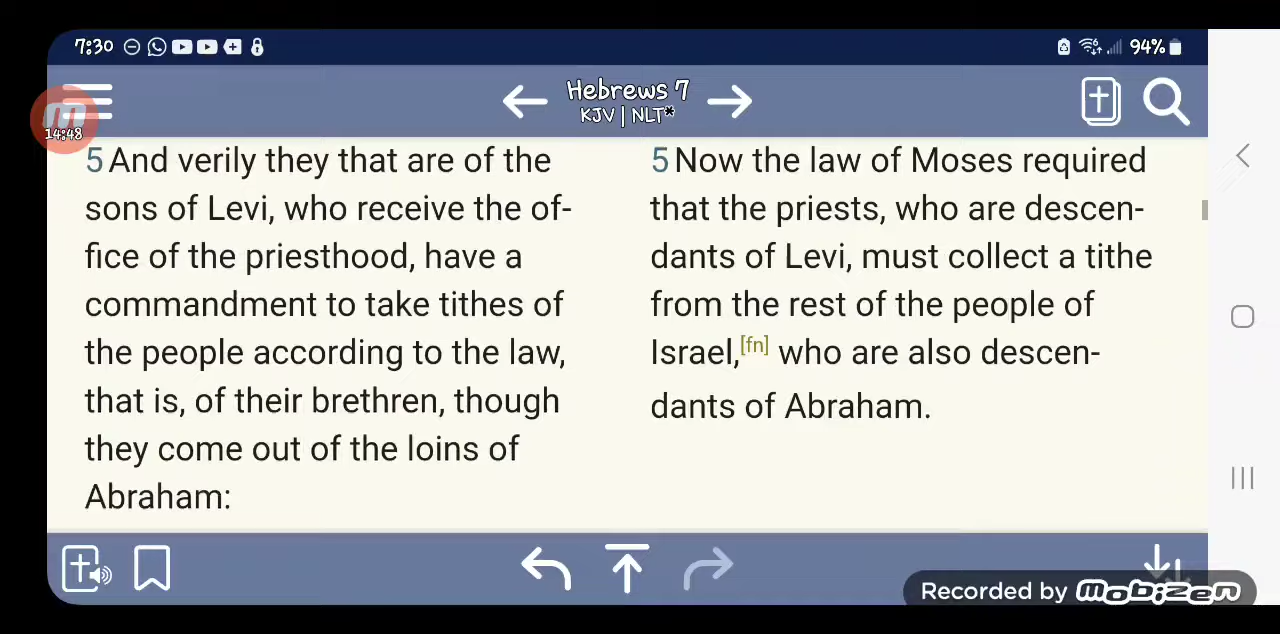 7:30 94%
Hebrews 7
KJV | NLT*
14:48
5 And verily they that are of the
sons of Levi, who receive the of-
fice of the priesthood, have a
commandment to take tithes of
the people according to the law,
that is, of their brethren, though
they come out of the loins of
Abraham:
5 Now the law of Moses required
that the priests, who are descen-
dants of Levi, must collect a tithe
from the rest of the people of
Israel,[fn] who are also descen-
dants of Abraham.
Recorded by mobizen